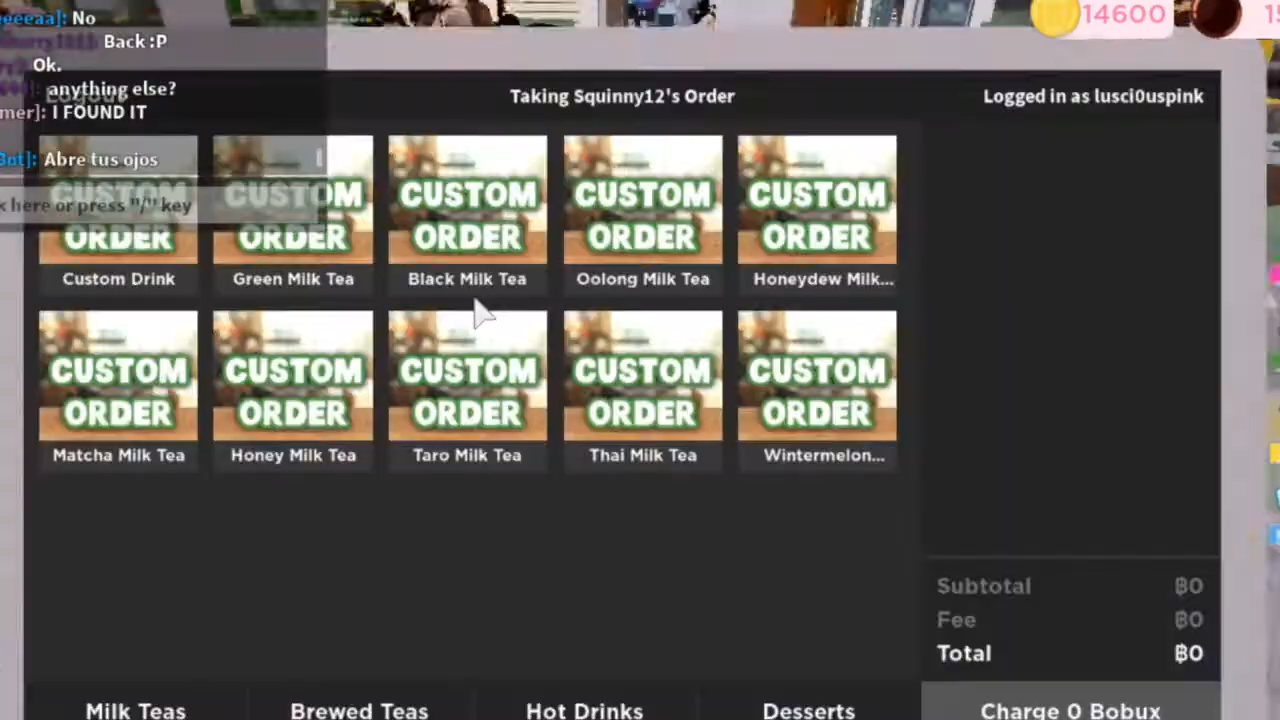 eeeeaa]: No
Back :P
Ok.
anything else?
mer]: I FOUND IT
Bot]: Abre tus ojos
k here or press "/" key
14600
Logout
Taking Squinny12's Order
Logged in as lusci0uspink
CUSTOM ORDER
CUSTOM ORDER
CUSTOM ORDER
CUSTOM ORDER
CUSTOM ORDER
Custom Drink
Green Milk Tea
Black Milk Tea
Oolong Milk Tea
Honeydew Milk...
CUSTOM ORDER
CUSTOM ORDER
CUSTOM ORDER
CUSTOM ORDER
CUSTOM ORDER
Matcha Milk Tea
Honey Milk Tea
Taro Milk Tea
Thai Milk Tea
Wintermelon...
Subtotal ฿0
Fee ฿0
Total ฿0
Milk Teas
Brewed Teas
Hot Drinks
Desserts
Charge 0 Bobux